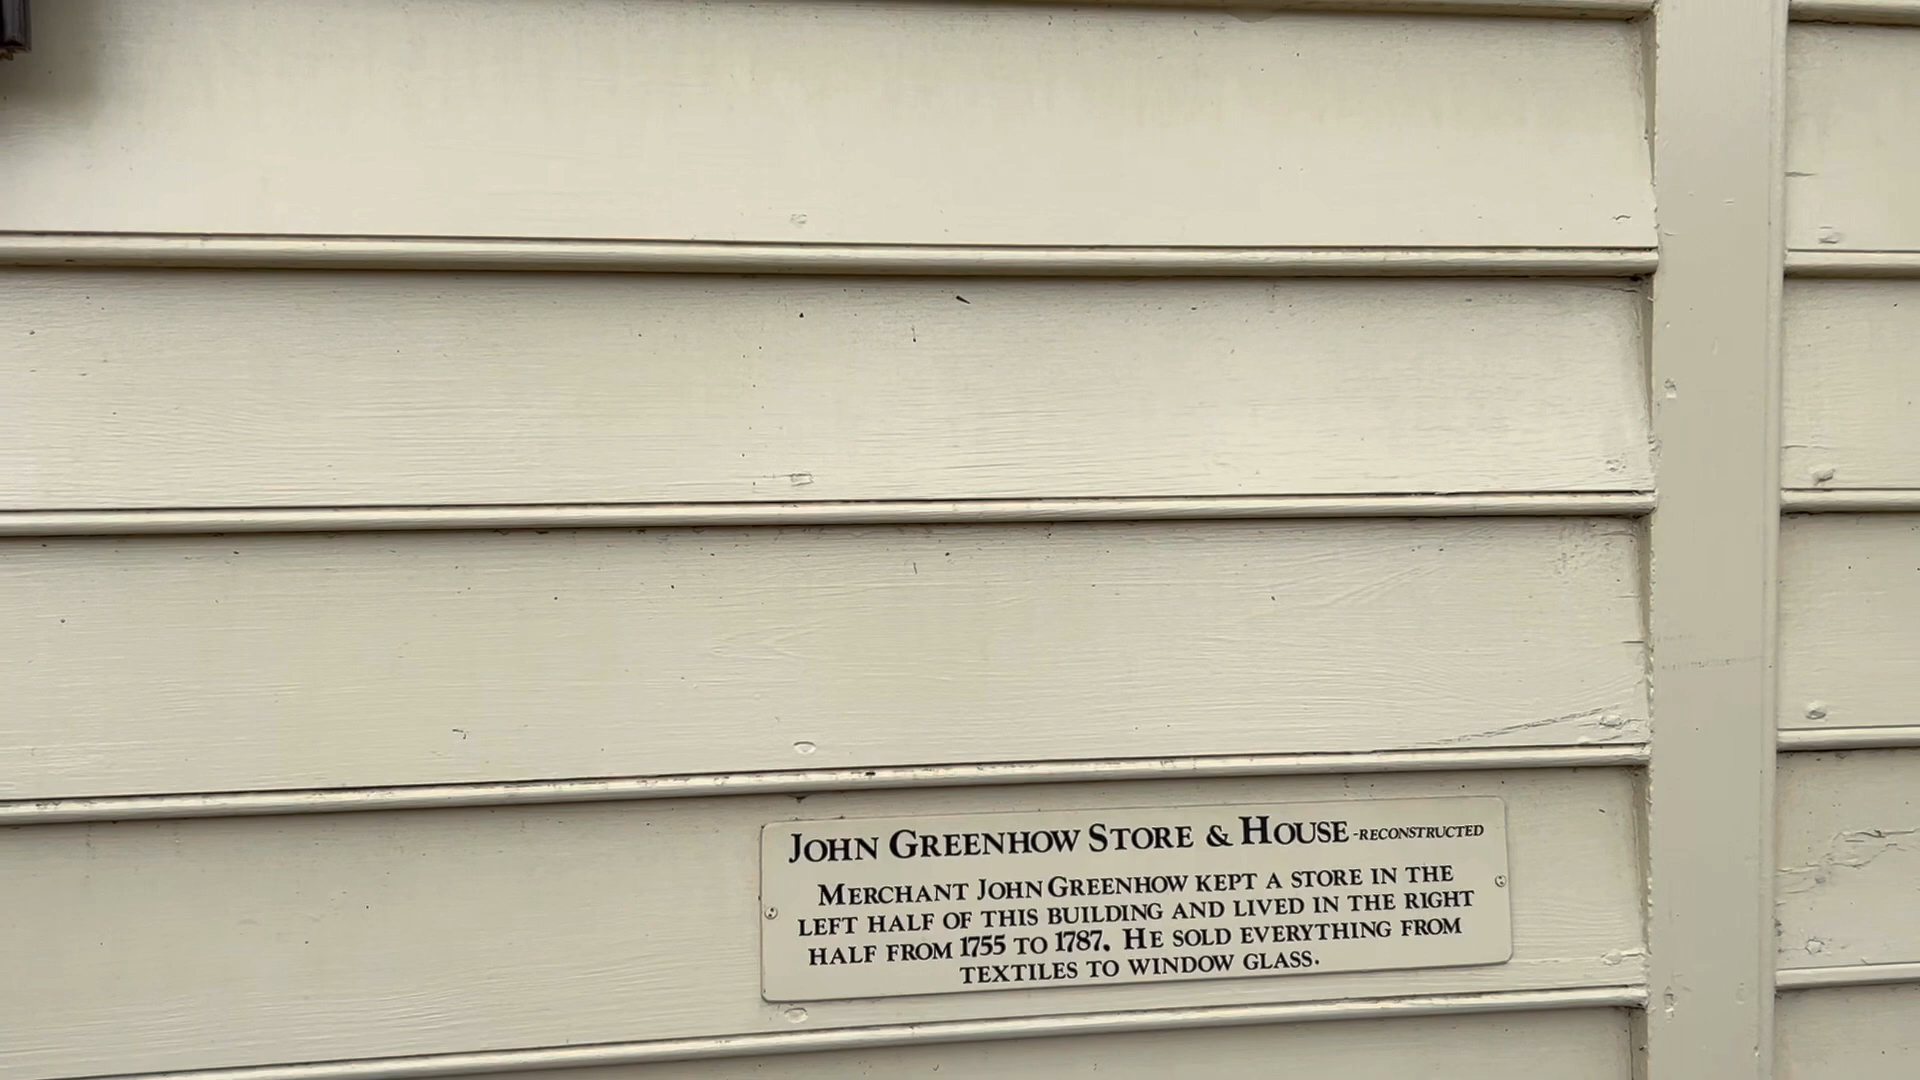 JOHN GREENHOW STORE & HOUSE -RECONSTRUCTED
MERCHANT JOHN GREENHOW KEPT A STORE IN THE
LEFT HALF OF THIS BUILDING AND LIVED IN THE RIGHT
HALF FROM 1755 TO 1787. HE SOLD EVERYTHING FROM
TEXTILES TO WINDOW GLASS.